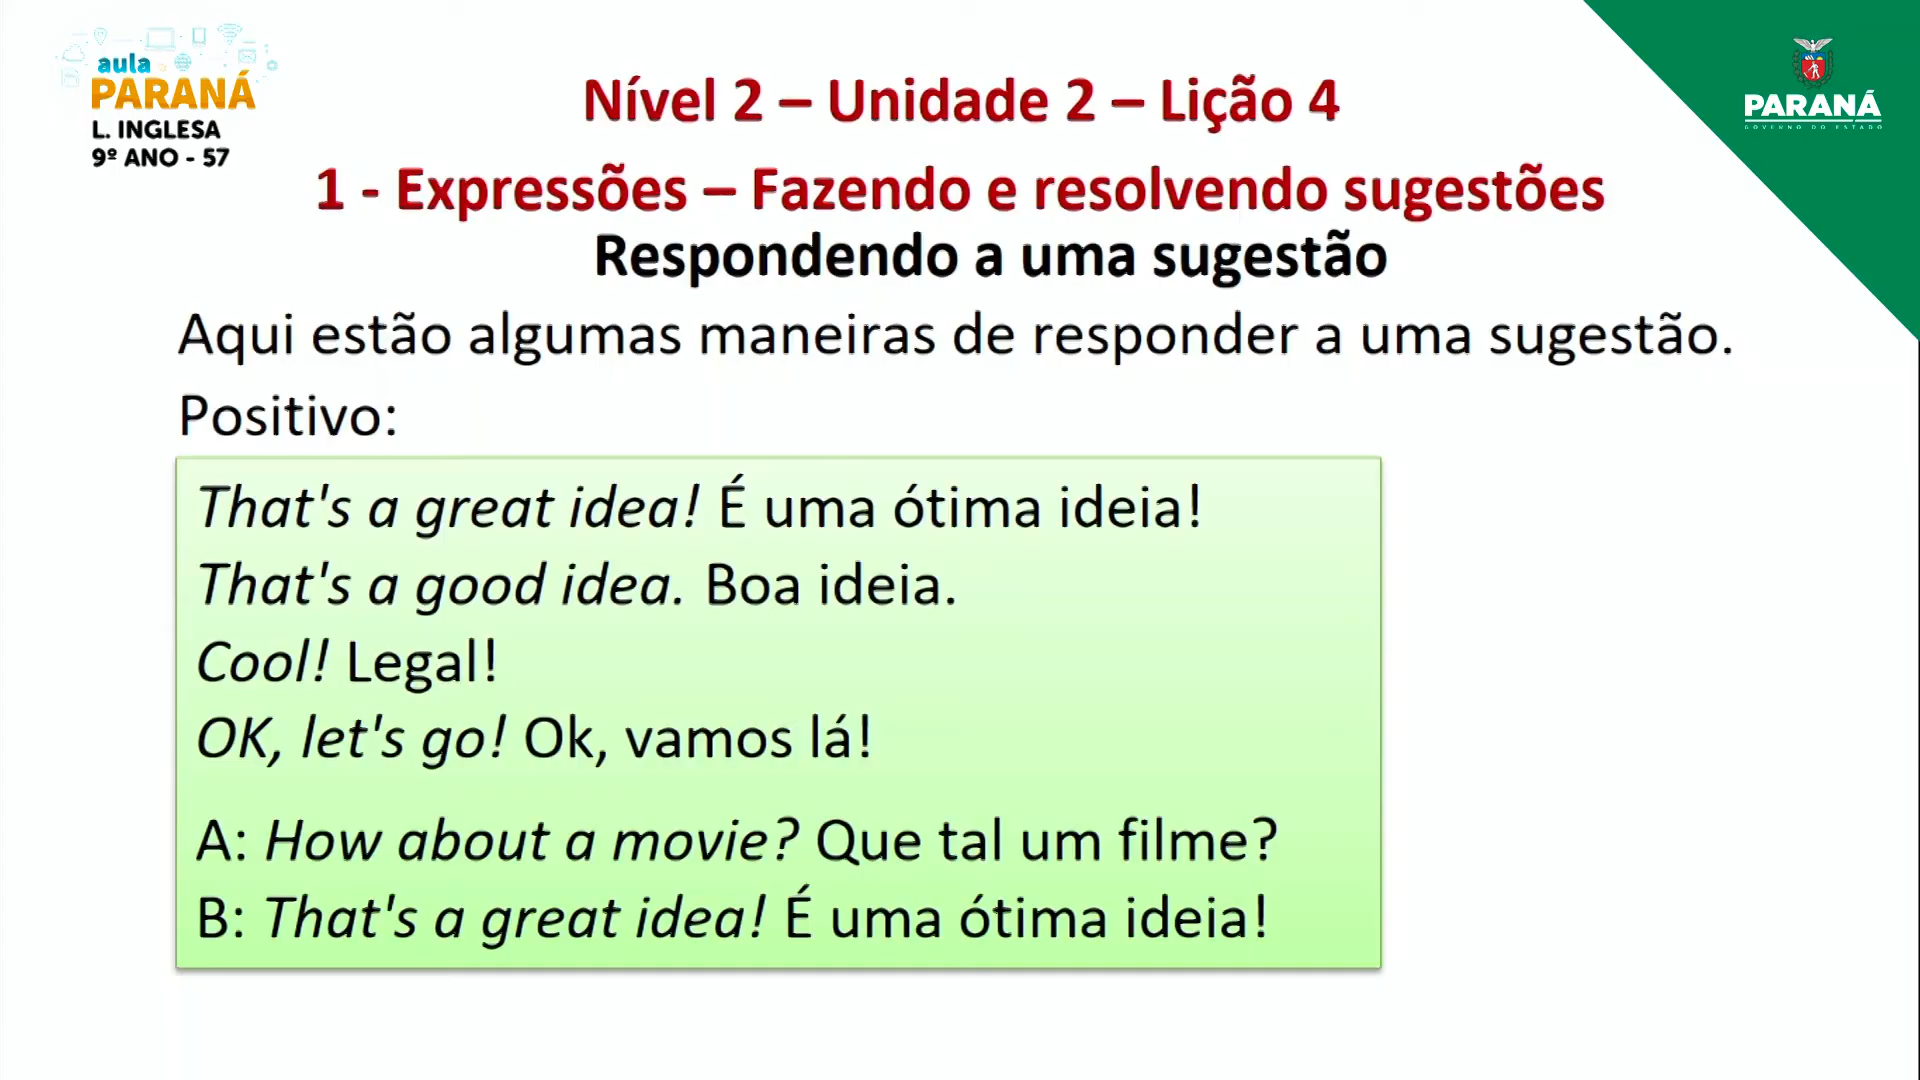 aula
PARANÁ
L. INGLESA
9º ANO - 57
PARANÁ
GOVERNO DO ESTADO
Nível 2 – Unidade 2 – Lição 4
1 - Expressões – Fazendo e resolvendo sugestões
Respondendo a uma sugestão
Aqui estão algumas maneiras de responder a uma sugestão.
Positivo:
That's a great idea! É uma ótima ideia!
That's a good idea. Boa ideia.
Cool! Legal!
OK, let's go! Ok, vamos lá!
A: How about a movie? Que tal um filme?
B: That's a great idea! É uma ótima ideia!